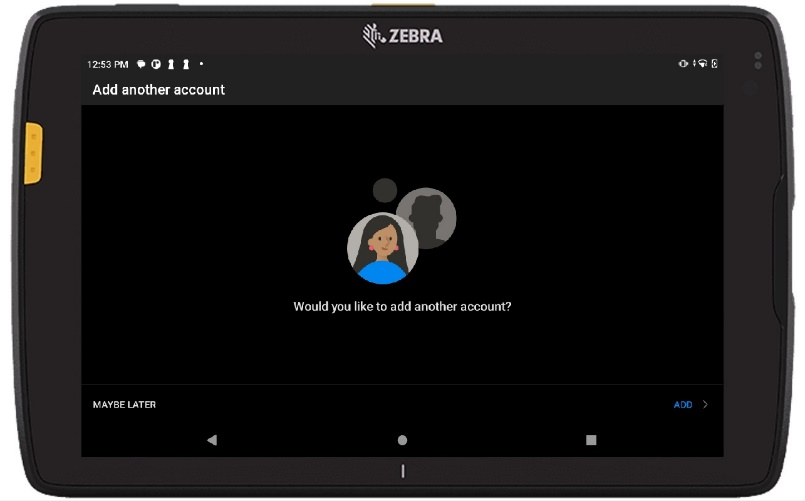 ZEBRA
12:53 PM
Add another account
Would you like to add another account?
MAYBE LATER
ADD